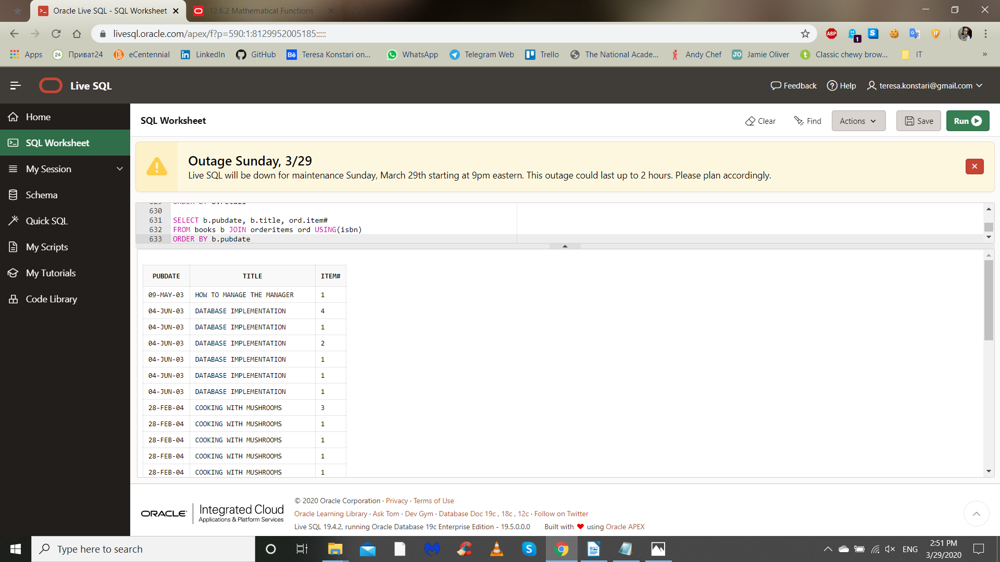 Oracle Live SQL - SQL Worksheet
12.6.2 Mathematical Functions
livesql.oracle.com/apex/f?p=590:1:8129952005185:::::
ABP
1
S
IP
Apps
24 Приват24
eCentennial
in LinkedIn
GitHub
Bē Teresa Konstari on...
WhatsApp
Telegram Web
Trello
The National Acade...
Andy Chef
JO Jamie Oliver
Classic chewy brow...
IT
»
Live SQL
Feedback
Help
teresa.konstari@gmail.com
Home
SQL Worksheet
My Session
Schema
Quick SQL
My Scripts
My Tutorials
Code Library
SQL Worksheet
Clear
Find
Actions
Save
Run
Outage Sunday, 3/29
Live SQL will be down for maintenance Sunday, March 29th starting at 9pm eastern. This outage could last up to 2 hours. Please plan accordingly.
630
631 SELECT b.pubdate, b.title, ord.item#
632 FROM books b JOIN orderitems ord USING(isbn)
633 ORDER BY b.pubdate
PUBDATE TITLE ITEM#
09-MAY-03 HOW TO MANAGE THE MANAGER 1
04-JUN-03 DATABASE IMPLEMENTATION 4
04-JUN-03 DATABASE IMPLEMENTATION 1
04-JUN-03 DATABASE IMPLEMENTATION 2
04-JUN-03 DATABASE IMPLEMENTATION 1
04-JUN-03 DATABASE IMPLEMENTATION 1
04-JUN-03 DATABASE IMPLEMENTATION 1
28-FEB-04 COOKING WITH MUSHROOMS 3
28-FEB-04 COOKING WITH MUSHROOMS 1
28-FEB-04 COOKING WITH MUSHROOMS 1
28-FEB-04 COOKING WITH MUSHROOMS 1
28-FEB-04 COOKING WITH MUSHROOMS 1
ORACLE
Integrated Cloud
Applications & Platform Services
© 2020 Oracle Corporation · Privacy · Terms of Use
Oracle Learning Library · Ask Tom · Dev Gym · Database Doc 19c, 18c, 12c · Follow on Twitter
Live SQL 19.4.2, running Oracle Database 19c Enterprise Edition - 19.5.0.0.0 Built with ❤ using Oracle APEX
Type here to search
ENG
2:51 PM
3/29/2020